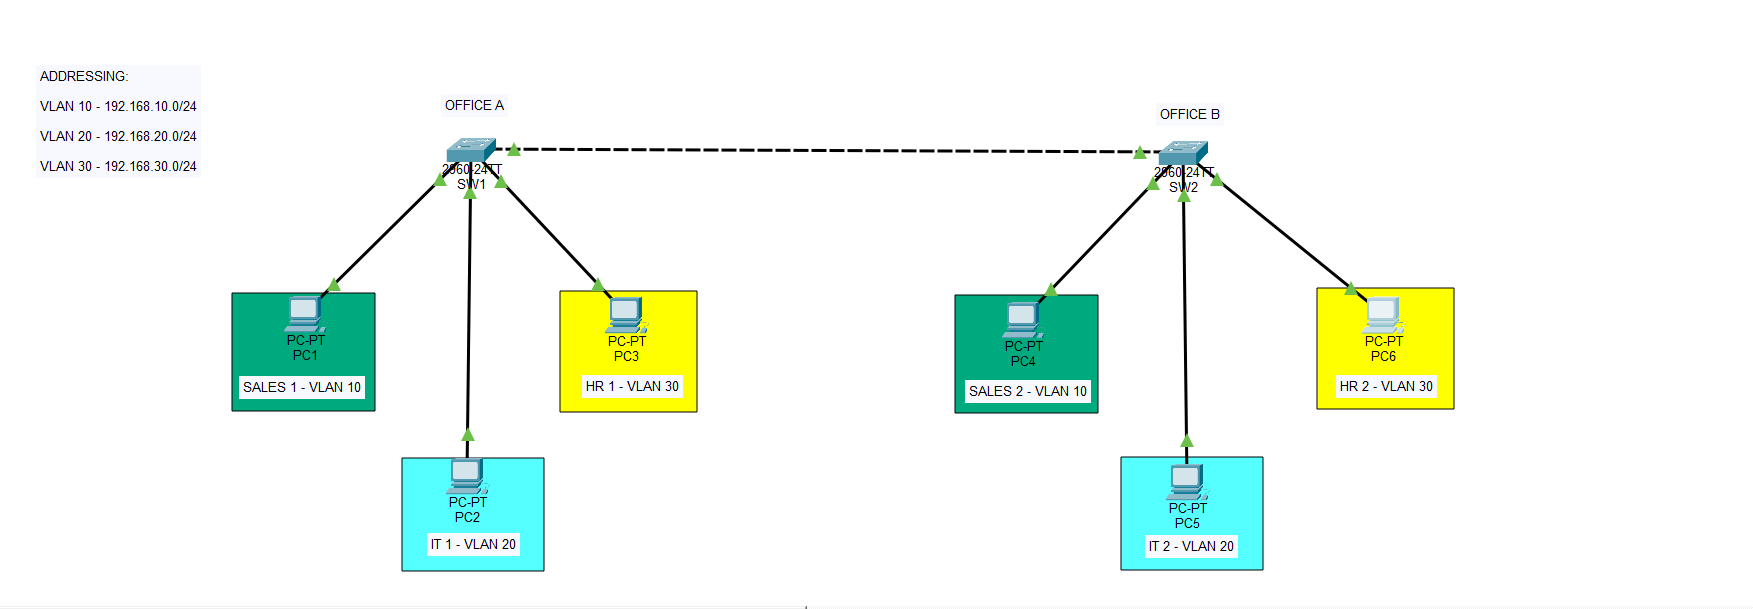 ADDRESSING:
VLAN 10 - 192.168.10.0/24
VLAN 20 - 192.168.20.0/24
VLAN 30 - 192.168.30.0/24
OFFICE A
2960-24TT
SW1
OFFICE B
2960-24TT
SW2
PC-PT
PC1
SALES 1 - VLAN 10
PC-PT
PC3
HR 1 - VLAN 30
PC-PT
PC2
IT 1 - VLAN 20
PC-PT
PC4
SALES 2 - VLAN 10
PC-PT
PC6
HR 2 - VLAN 30
PC-PT
PC5
IT 2 - VLAN 20